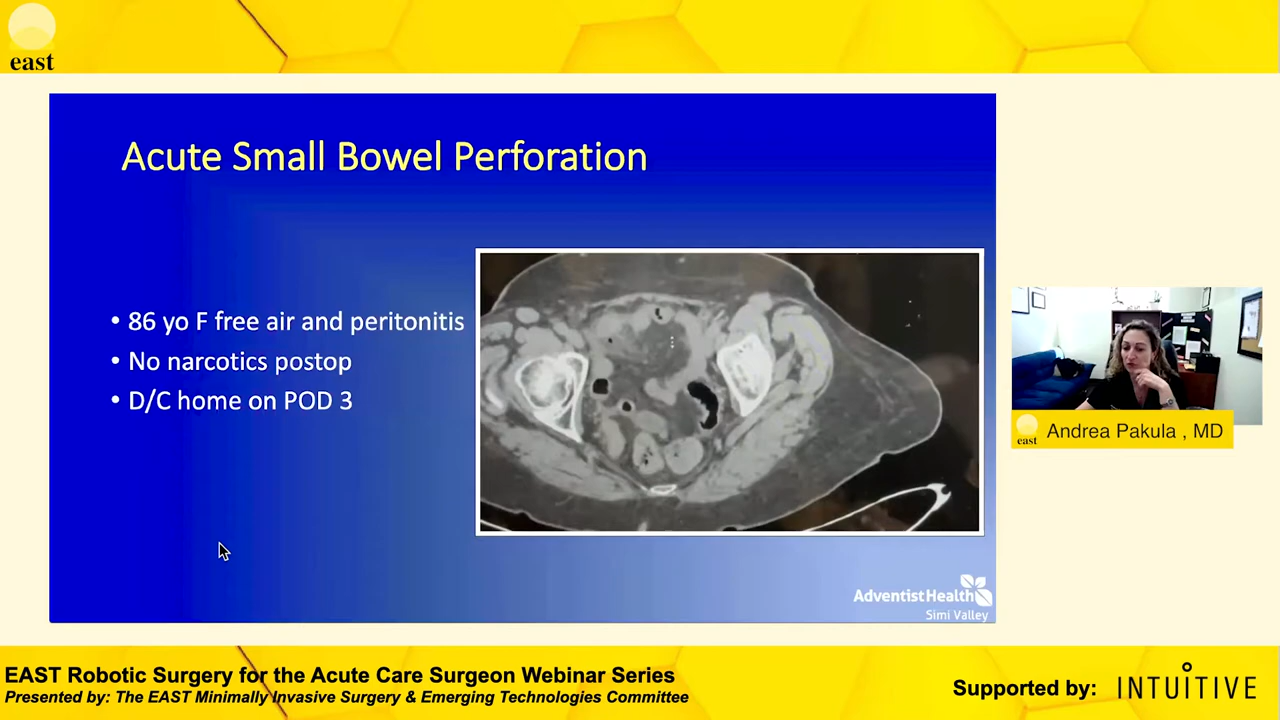 east
Acute Small Bowel Perforation
• 86 yo F free air and peritonitis
• No narcotics postop
• D/C home on POD 3
AdventistHealth
Simi Valley
east
Andrea Pakula , MD
EAST Robotic Surgery for the Acute Care Surgeon Webinar Series
Presented by: The EAST Minimally Invasive Surgery & Emerging Technologies Committee
Supported by:
INTUITIVE